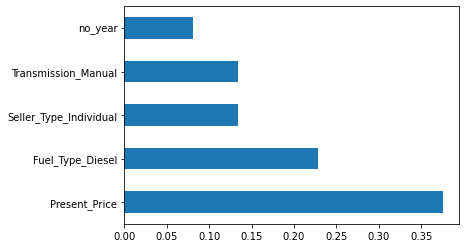 no_year
Transmission_Manual
Seller_Type_Individual
Fuel_Type_Diesel
Present_Price
0.00 0.05 0.10 0.15 0.20 0.25 0.30 0.35